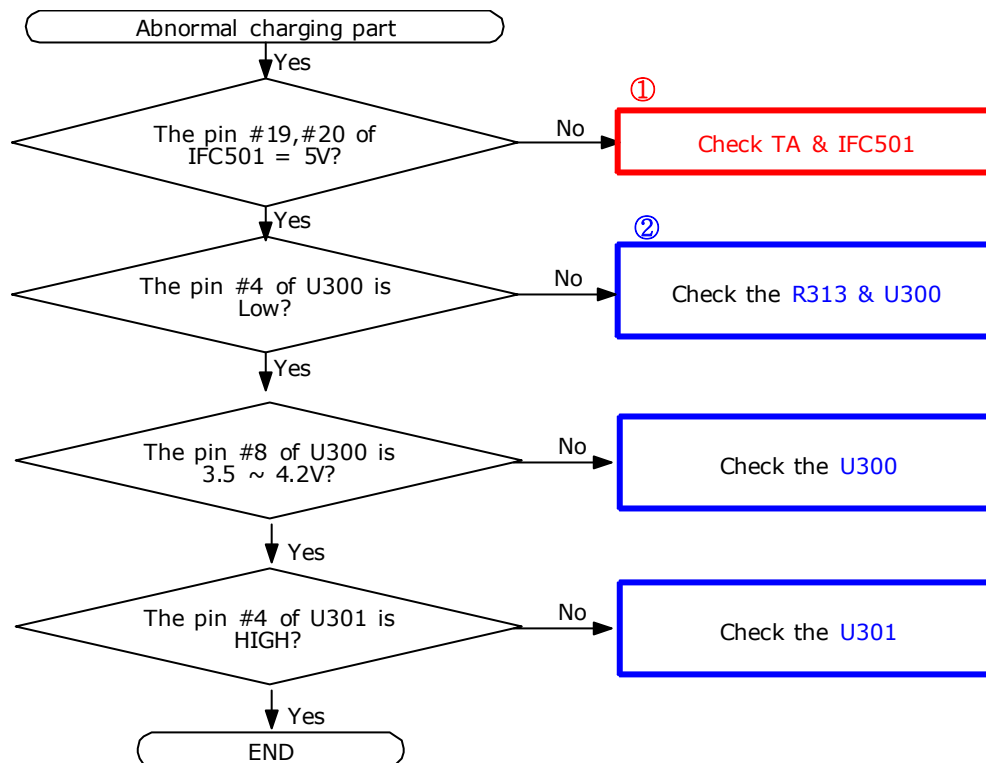 Abnormal charging part
Yes
①
The pin #19,#20 of
IFC501 = 5V?
No
Check TA & IFC501
Yes
②
The pin #4 of U300 is
Low?
No
Check the R313 & U300
Yes
The pin #8 of U300 is
3.5 ~ 4.2V?
No
Check the U300
Yes
The pin #4 of U301 is
HIGH?
No
Check the U301
Yes
END